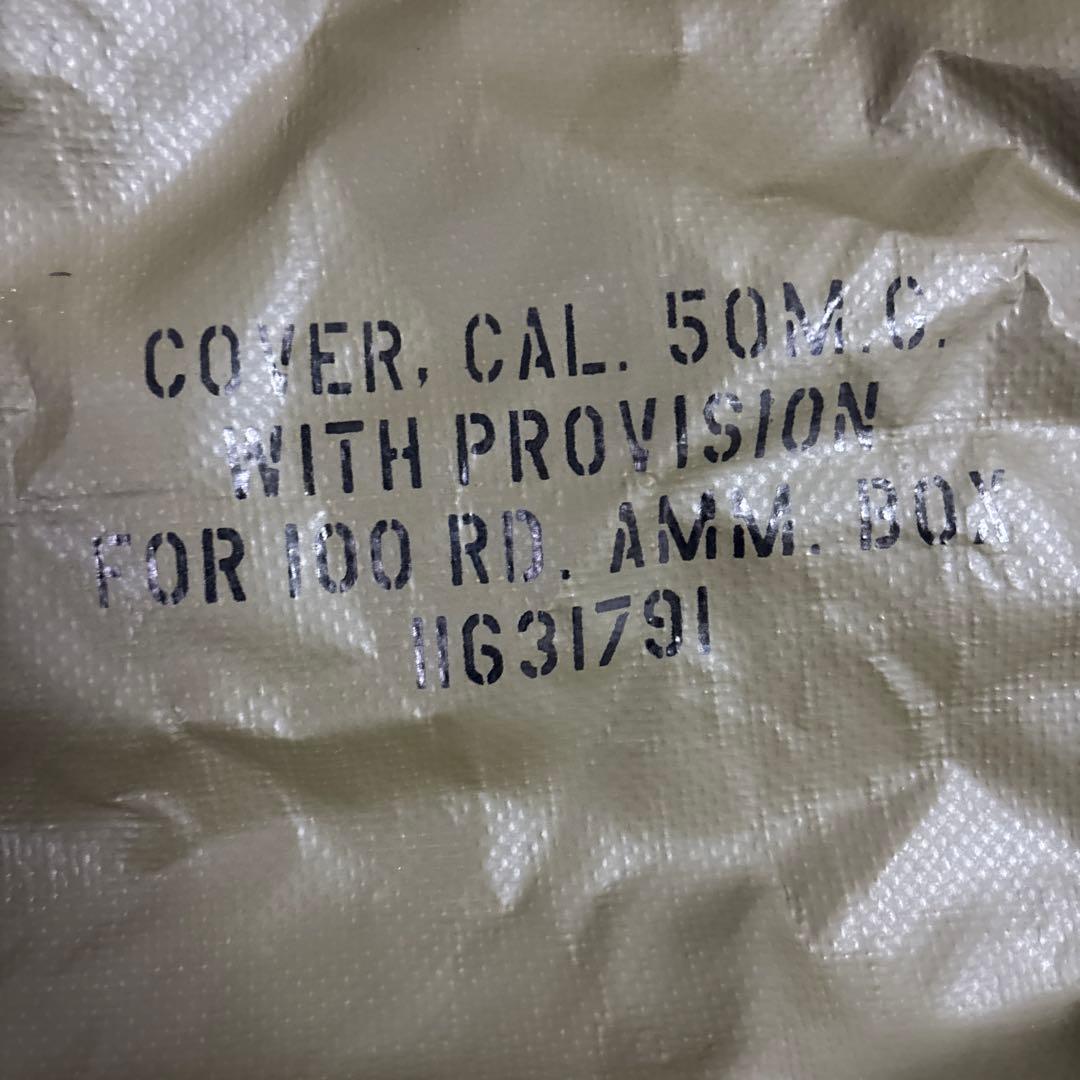 COVER, CAL. 50M.C.
WITH PROVISION
FOR 100 RD. AMM. BOX
11631791